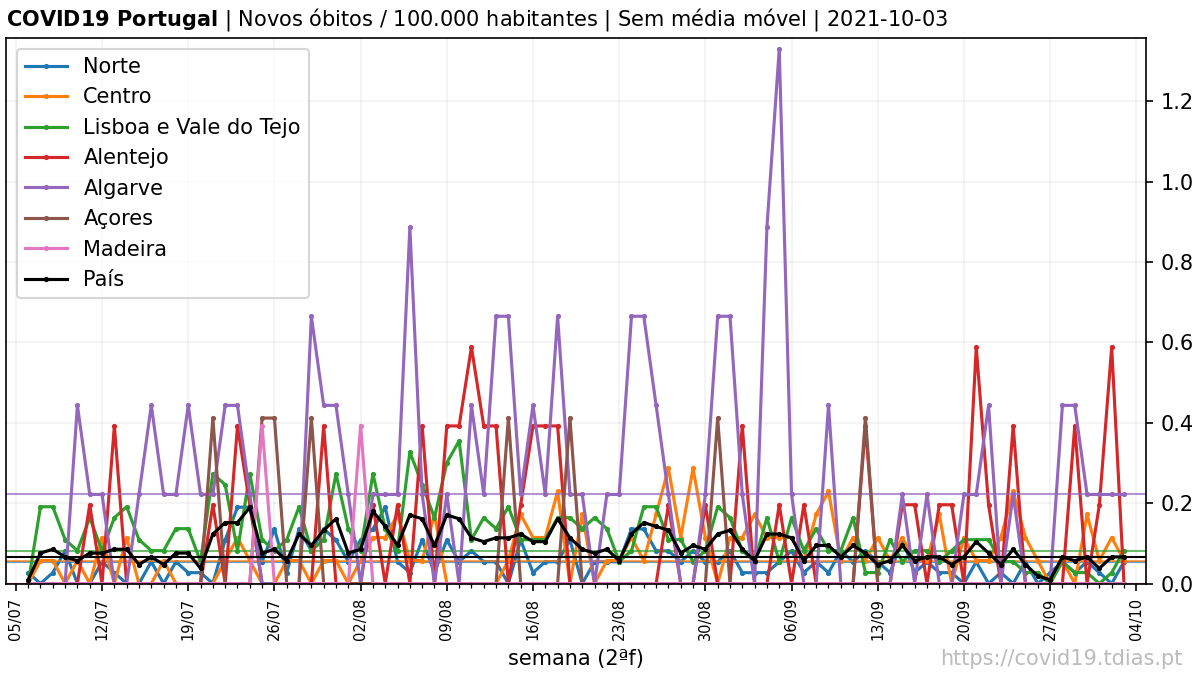 COVID19 Portugal | Novos óbitos / 100.000 habitantes | Sem média móvel | 2021-10-03
Norte
Centro
Lisboa e Vale do Tejo
Alentejo
Algarve
Açores
Madeira
País
1.2
1.0
0.8
0.6
0.4
0.2
0.0
05/07
12/07
19/07
26/07
02/08
09/08
16/08
23/08
30/08
06/09
13/09
20/09
27/09
04/10
semana (2ªf)
https://covid19.tdias.pt